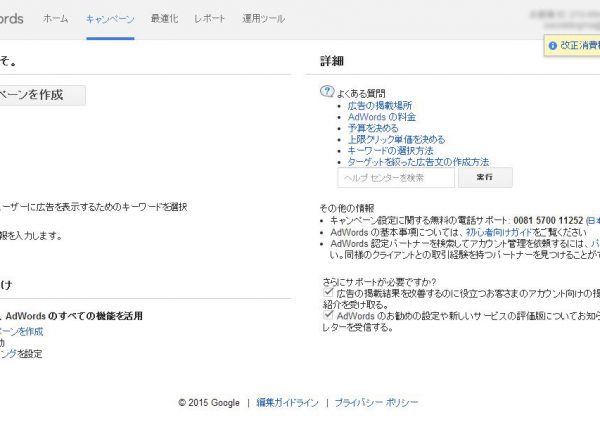 ords ホーム キャンペーン 最適化 レポート 運用ツール
改正消費税
そ。
ペーンを作成
ユーザーに広告を表示するためのキーワードを選択
報を入力します。
け
、AdWords のすべての機能を活用
ペーンを作成
動
ィングを設定
詳細
よくある質問
• 広告の掲載場所
• AdWords の料金
• 予算を決める
• 上限クリック単価を決める
• キーワードの選択方法
• ターゲットを絞った広告文の作成方法
ヘルプ センターを検索 実行
その他の情報
• キャンペーン設定に関する無料の電話サポート: 0081 5700 11252 (日本
• AdWords の基本事項については、初心者向けガイドをご覧ください
• AdWords 認定パートナーを検索してアカウント管理を依頼するには、パ
い。同様のクライアントとの取引経験を持つパートナーを見つけることがで
さらにサポートが必要ですか?
広告の掲載結果を改善するのに役立つお客さまのアカウント向けの提
紹介を受け取る。
AdWords のお勧めの設定や新しいサービスの評価版についてお知ら
レターを受信する。
© 2015 Google | 編集ガイドライン | プライバシー ポリシー